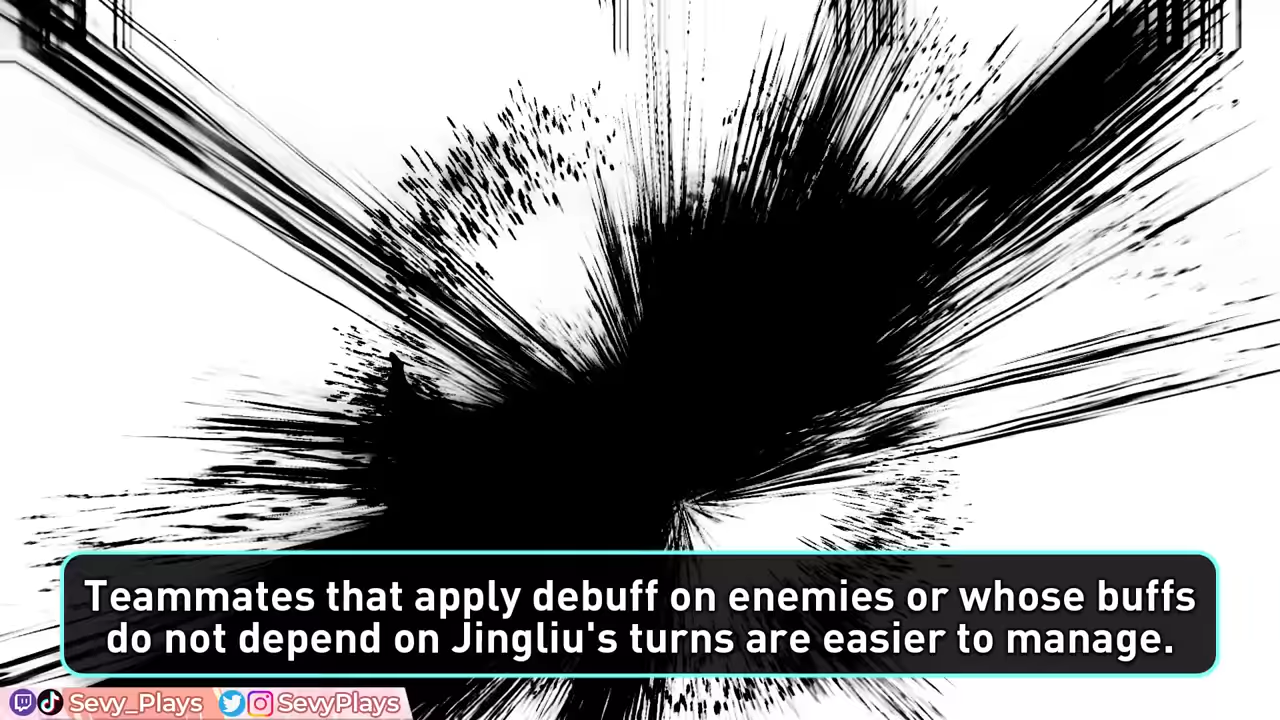 Teammates that apply debuff on enemies or whose buffs
do not depend on Jingliu's turns are easier to manage.
Sevy_Plays SevyPlays